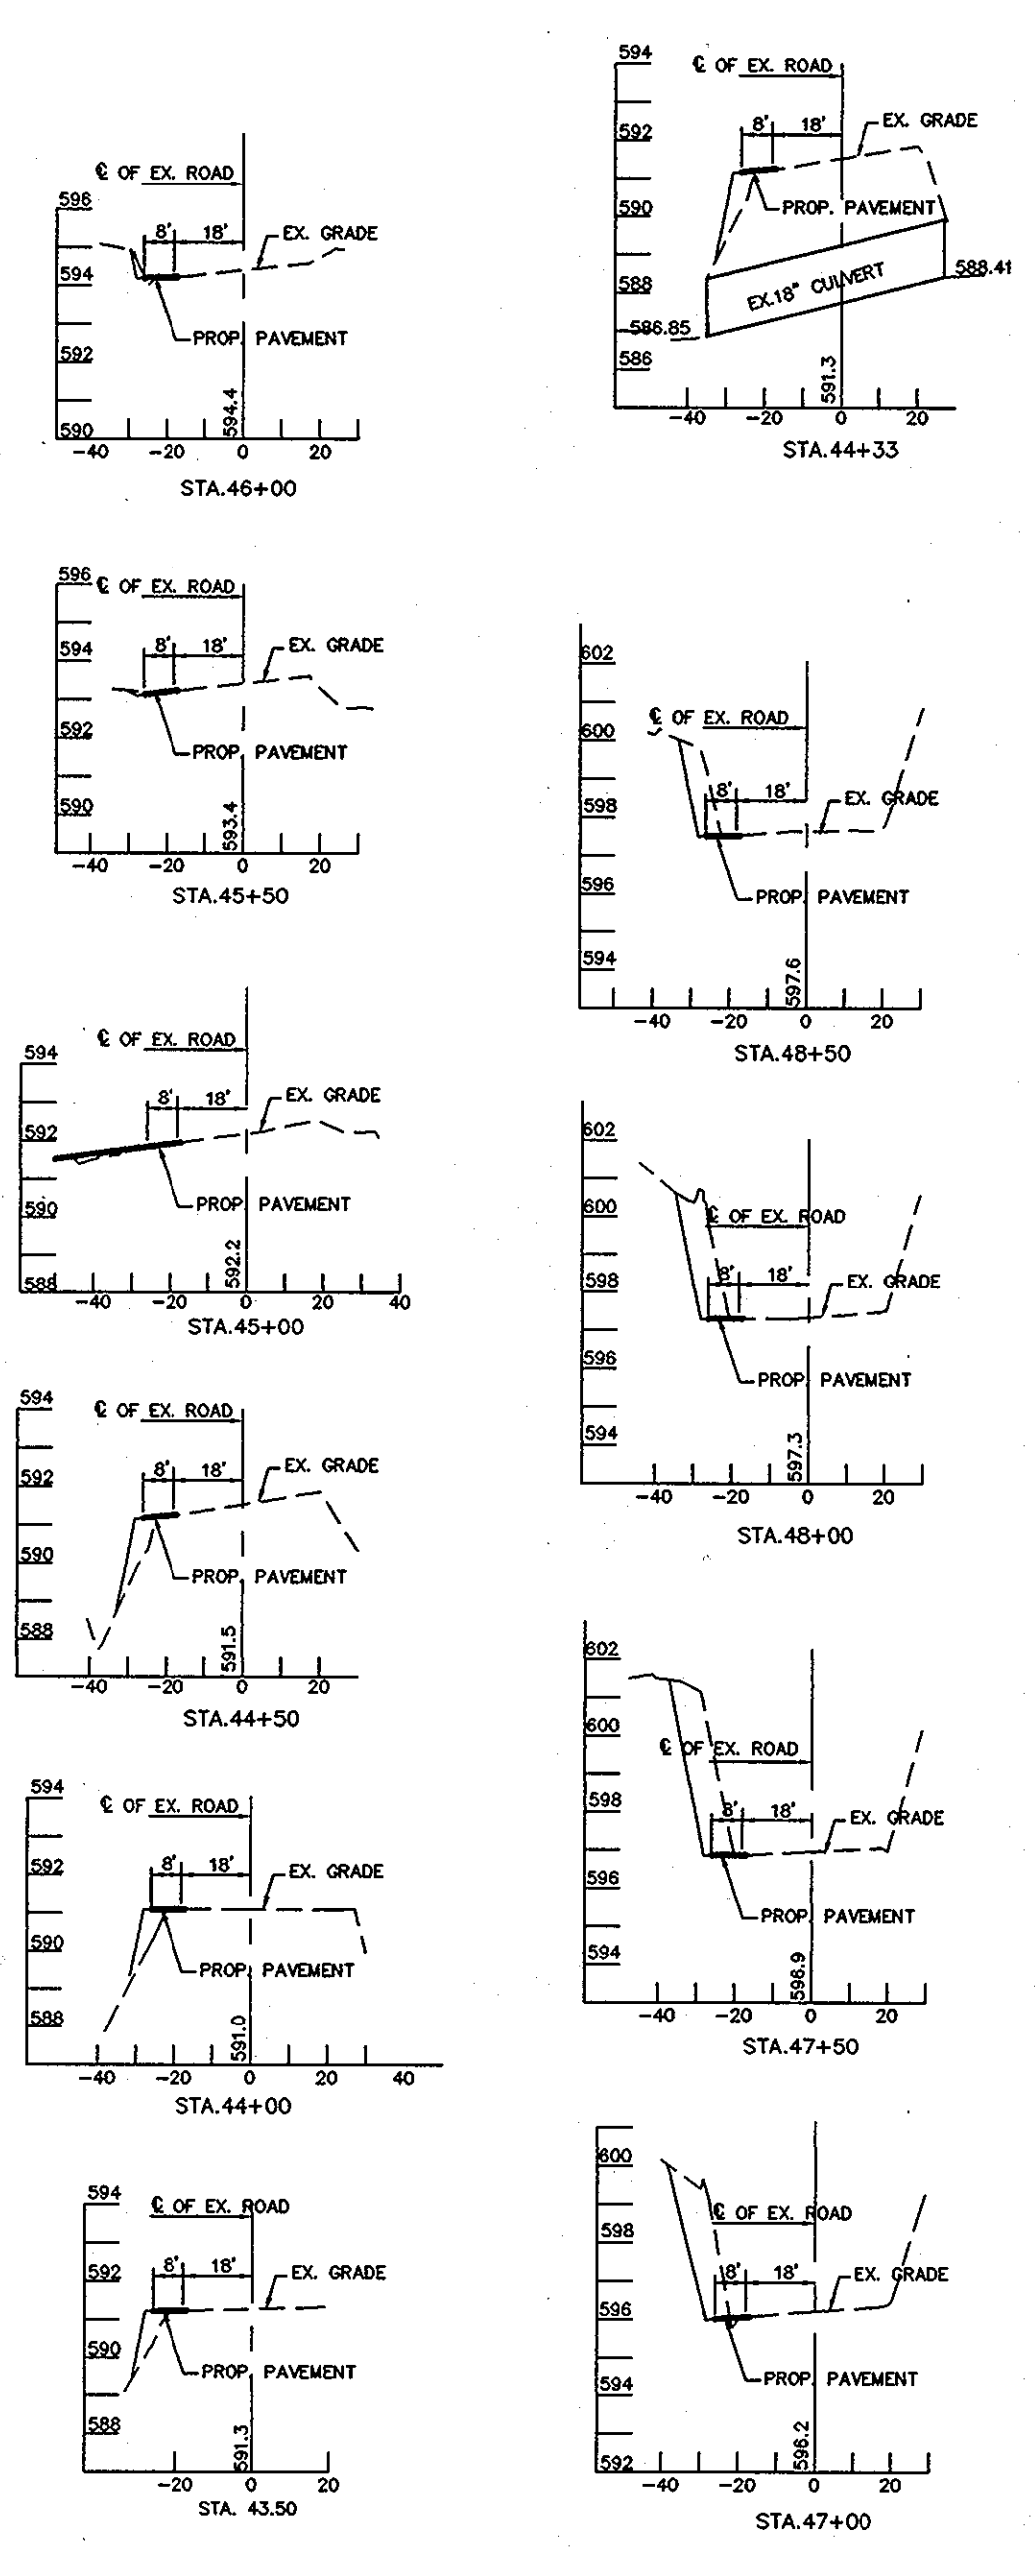 596
℄ OF EX. ROAD
8' 18'
EX. GRADE
594
PROP. PAVEMENT
592
594.4
590
-40 -20 0 20
STA.46+00
596
℄ OF EX. ROAD
594
8' 18'
EX. GRADE
592
PROP. PAVEMENT
590
593.4
-40 -20 0 20
STA.45+50
℄ OF EX. ROAD
594
8' 18'
EX. GRADE
592
PROP. PAVEMENT
590
592.2
588
-40 -20 0 20 40
STA.45+00
594
℄ OF EX. ROAD
592
8' 18'
EX. GRADE
590
PROP. PAVEMENT
588
591.5
-40 -20 0 20
STA.44+50
594
℄ OF EX. ROAD
592
8' 18'
EX. GRADE
590
PROP. PAVEMENT
588
591.0
-40 -20 0 20 40
STA.44+00
594
℄ OF EX. ROAD
592
8' 18'
EX. GRADE
590
PROP. PAVEMENT
588
591.3
-20 0 20
STA. 43.50
594
℄ OF EX. ROAD
592
8' 18'
EX. GRADE
590
PROP. PAVEMENT
588
EX.18" CULVERT
588.41
586.85
586
591.3
-40 -20 0 20
STA.44+33
602
600
℄ OF EX. ROAD
598
8' 18'
EX. GRADE
596
PROP. PAVEMENT
594
597.6
-40 -20 0 20
STA.48+50
602
600
℄ OF EX. ROAD
598
8' 18'
EX. GRADE
596
PROP. PAVEMENT
594
597.3
-40 -20 0 20
STA.48+00
602
600
℄ OF EX. ROAD
598
8' 18'
EX. GRADE
596
PROP. PAVEMENT
594
596.9
-40 -20 0 20
STA.47+50
600
℄ OF EX. ROAD
598
8' 18'
EX. GRADE
596
PROP. PAVEMENT
594
596.2
592
-40 -20 0 20
STA.47+00